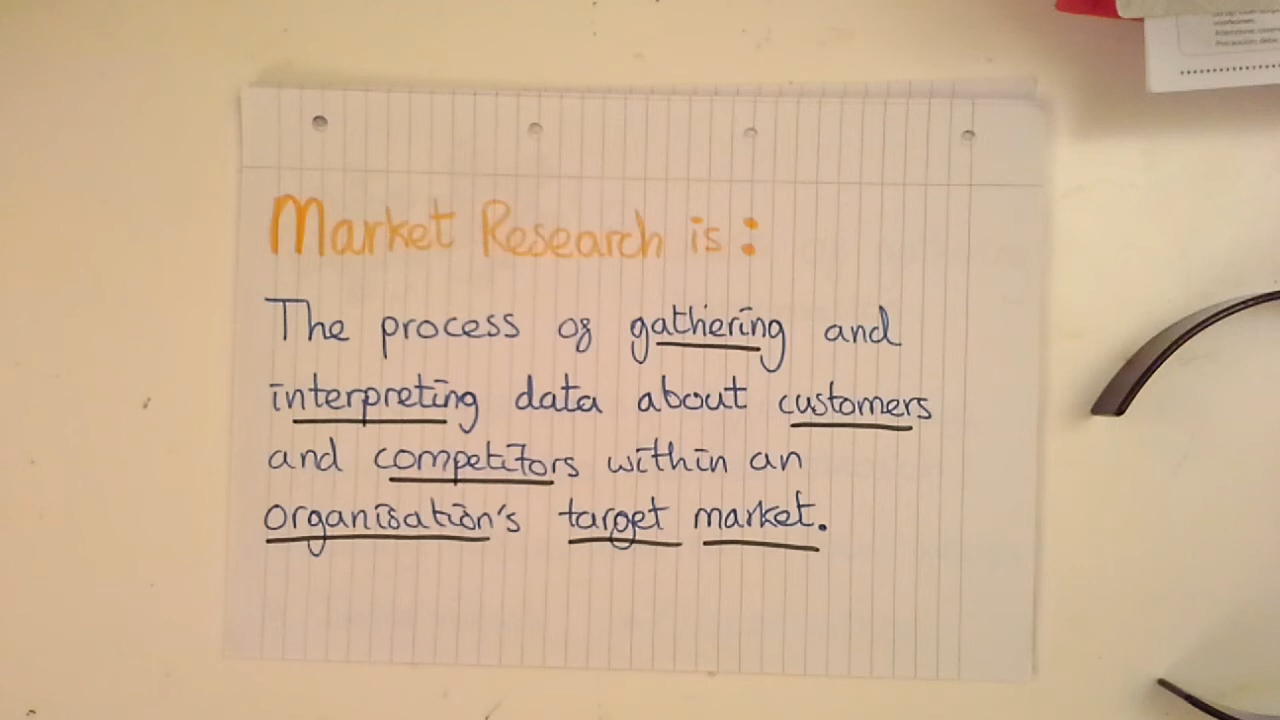 Market Research is:
The process of gathering and
interpreting data about customers
and competitors within an
organisation's target market.